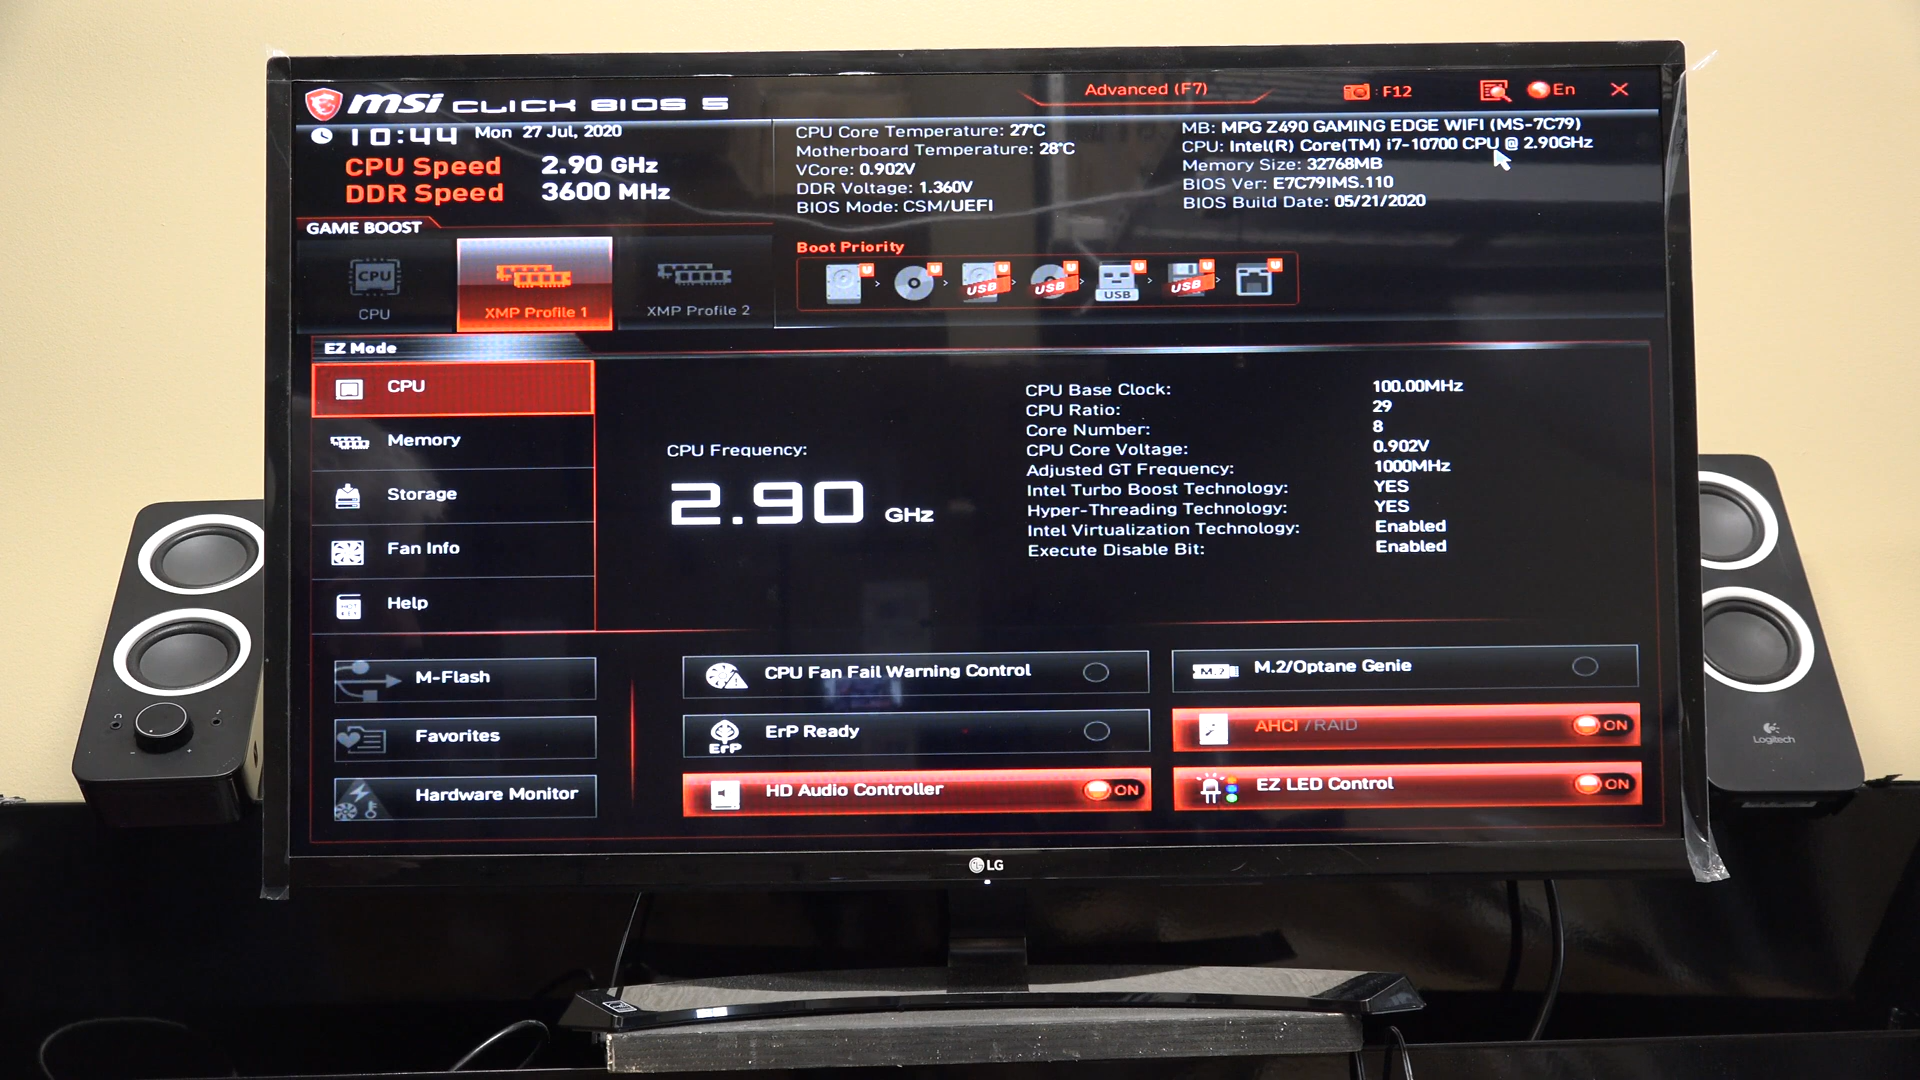 msi CLICK BIOS 5
Advanced (F7)
: F12
En
10:44 Mon 27 Jul, 2020
CPU Speed 2.90 GHz
DDR Speed 3600 MHz
CPU Core Temperature: 27°C
Motherboard Temperature: 28°C
VCore: 0.902V
DDR Voltage: 1.360V
BIOS Mode: CSM/UEFI
MB: MPG Z490 GAMING EDGE WIFI (MS-7C79)
CPU: Intel(R) Core(TM) i7-10700 CPU @ 2.90GHz
Memory Size: 32768MB
BIOS Ver: E7C79IMS.110
BIOS Build Date: 05/21/2020
GAME BOOST
CPU
CPU
XMP Profile 1
XMP Profile 2
Boot Priority
U U U U U U U
USB USB USB USB
EZ Mode
CPU
Memory
Storage
Fan Info
Help
CPU Frequency:
2.90 GHz
CPU Base Clock: 100.00MHz
CPU Ratio: 29
Core Number: 8
CPU Core Voltage: 0.902V
Adjusted GT Frequency: 1000MHz
Intel Turbo Boost Technology: YES
Hyper-Threading Technology: YES
Intel Virtualization Technology: Enabled
Execute Disable Bit: Enabled
M-Flash
Favorites
Hardware Monitor
CPU Fan Fail Warning Control
ErP ErP Ready
HD Audio Controller ON
M.2 M.2/Optane Genie
AHCI /RAID ON
EZ LED Control ON
LG
Logitech